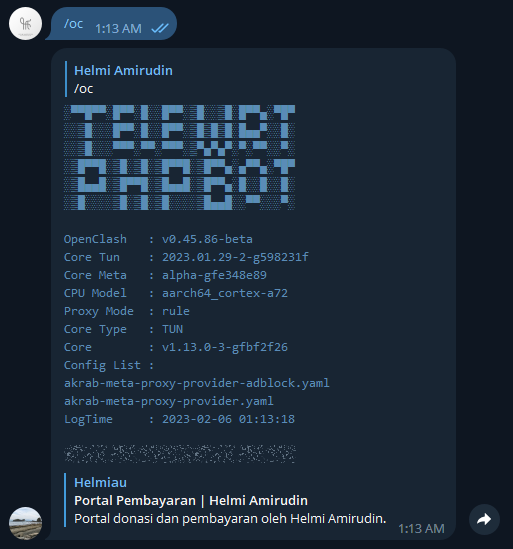 /oc
1:13 AM
Helmi Amirudin
/oc
TELEWRT
PHPBOT
OpenClash : v0.45.86-beta
Core Tun : 2023.01.29-2-g598231f
Core Meta : alpha-gfe348e89
CPU Model : aarch64_cortex-a72
Proxy Mode : rule
Core Type : TUN
Core : v1.13.0-3-gfbf2f26
Config List :
akrab-meta-proxy-provider-adblock.yaml
akrab-meta-proxy-provider.yaml
LogTime : 2023-02-06 01:13:18
Helmiau
Portal Pembayaran | Helmi Amirudin
Portal donasi dan pembayaran oleh Helmi Amirudin.
1:13 AM